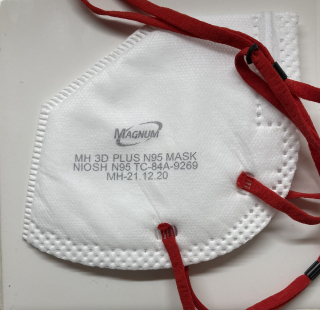 MAGNUM
MH 3D PLUS N95 MASK
NIOSH N95 TC-84A-9269
MH-21.12.20